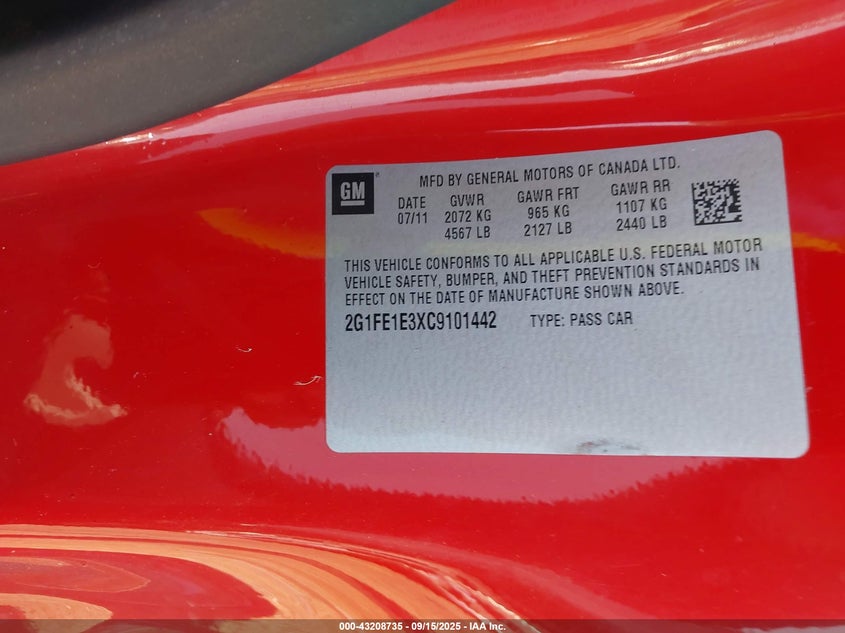 GM
MFD BY GENERAL MOTORS OF CANADA LTD.
DATE GVWR GAWR FRT GAWR RR
07/11 2072 KG 965 KG 1107 KG
4567 LB 2127 LB 2440 LB
THIS VEHICLE CONFORMS TO ALL APPLICABLE U.S. FEDERAL MOTOR
VEHICLE SAFETY, BUMPER, AND THEFT PREVENTION STANDARDS IN
EFFECT ON THE DATE OF MANUFACTURE SHOWN ABOVE.
2G1FE1E3XC9101442 TYPE: PASS CAR
000-43208735 - 09/15/2025 - IAA Inc.